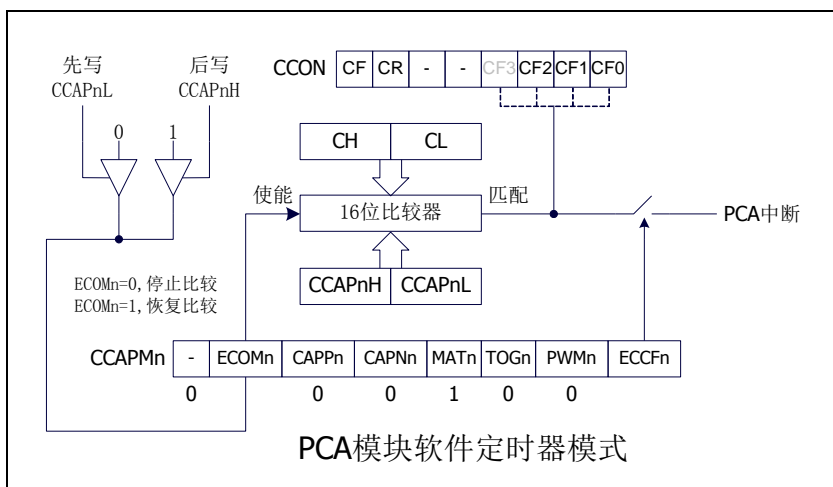 先写
CCAPnL
后写
CCAPnH
0
1
CCON CF CR - - CF3 CF2 CF1 CF0
CH CL
使能
16位比较器
匹配
PCA中断
CCAPnH CCAPnL
ECOMn=0,停止比较
ECOMn=1,恢复比较
CCAPMn - ECOMn CAPPn CAPNn MATn TOGn PWMn ECCFn
0 0 0 1 0 0
PCA模块软件定时器模式